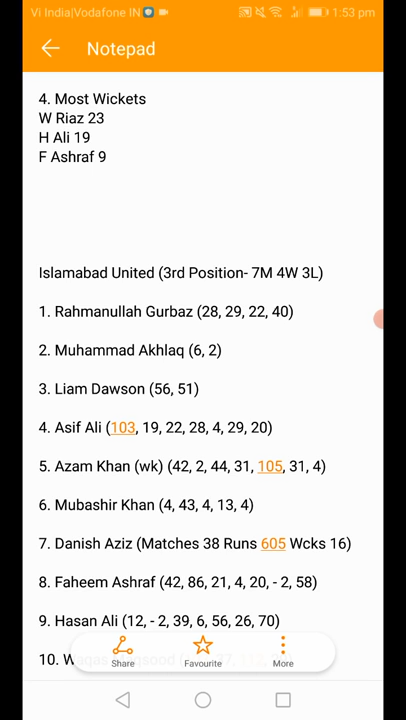 Vi India|Vodafone IN 1:53 pm
Notepad
4. Most Wickets
W Riaz 23
H Ali 19
F Ashraf 9
Islamabad United (3rd Position- 7M 4W 3L)
1. Rahmanullah Gurbaz (28, 29, 22, 40)
2. Muhammad Akhlaq (6, 2)
3. Liam Dawson (56, 51)
4. Asif Ali (103, 19, 22, 28, 4, 29, 20)
5. Azam Khan (wk) (42, 2, 44, 31, 105, 31, 4)
6. Mubashir Khan (4, 43, 4, 13, 4)
7. Danish Aziz (Matches 38 Runs 605 Wcks 16)
8. Faheem Ashraf (42, 86, 21, 4, 20, - 2, 58)
9. Hasan Ali (12, - 2, 39, 6, 56, 26, 70)
10.
Share Favourite More